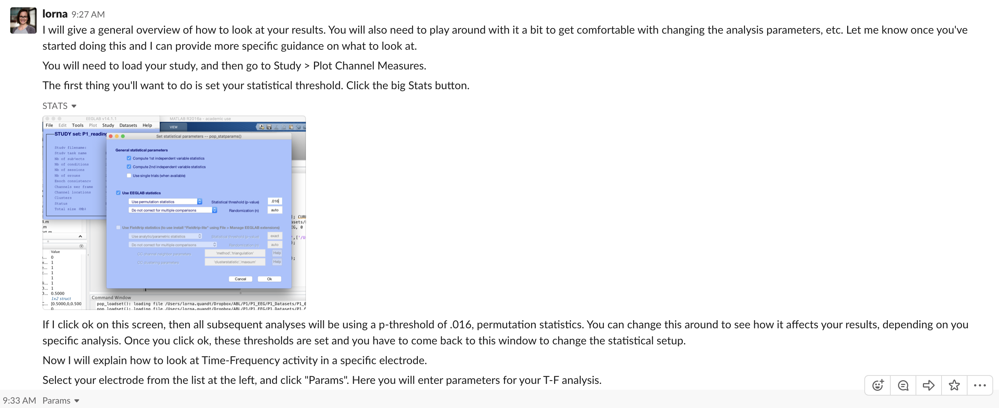 lorna 9:27 AM
I will give a general overview of how to look at your results. You will also need to play around with it a bit to get comfortable with changing the analysis parameters, etc. Let me know once you've
started doing this and I can provide more specific guidance on what to look at.
You will need to load your study, and then go to Study > Plot Channel Measures.
The first thing you'll want to do is set your statistical threshold. Click the big Stats button.
STATS
EEGLAB v14.1.1
MATLAB R2016a - academic use
File Edit Tools Plot Study Datasets Help
VIEW
STUDY set: P1_reading
Study filename:
Study task name
Nb of subjects
Nb of conditions
Nb of sessions
Nb of groups
Epoch consistency
Channels per frame
Channel locations
Clusters
Status
Total size (Mb)
Set statistical parameters -- pop_statparams()
General statistical parameters
Compute 1st independent variable statistics
Compute 2nd independent variable statistics
Use single trials (when available)
Use EEGLAB statistics
Use permutation statistics
Statistical threshold (p-value)
.016
Do not correct for multiple comparisons
Randomization (n)
auto
Use Fieldtrip statistics (to use install "Fieldtrip-lite" using File > Manage EEGLAB extensions)
Use analytic/parametric statistics
Statistical threshold (p-value)
exact
Do not correct for multiple comparisons
Randomization (n)
auto
CC channel neighbor parameters
'method','triangulation'
Help
CC clustering parameters
'clusterstatistic','maxsum'
Help
Cancel
Ok
Value
0
1
1
1
1
1
1
0.5000
1x2 struct
[0.5000,0,0.500
0
Command Window
pop_loadset(): loading file /Users/lorna.quandt/Dropbox/ABL/P1/P1_EEG/P1_Datasets/P1_0
pop_loadset(): loading file /Users/lorna.quandt/Dropbox/ABL/P1/P1_EEG/P1_Datasets/P1_
If I click ok on this screen, then all subsequent analyses will be using a p-threshold of .016, permutation statistics. You can change this around to see how it affects your results, depending on you
specific analysis. Once you click ok, these thresholds are set and you have to come back to this window to change the statistical setup.
Now I will explain how to look at Time-Frequency activity in a specific electrode.
Select your electrode from the list at the left, and click "Params". Here you will enter parameters for your T-F analysis.
9:33 AM Params